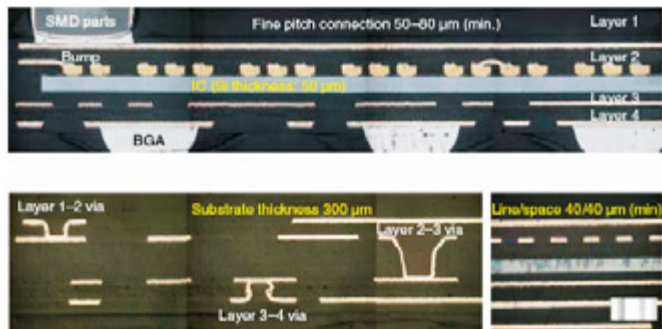 SMD parts
Fine pitch connection 50–80 µm (min.)
Layer 1
Bump
Layer 2
IC (Si thickness: 50 µm)
Layer 3
Layer 4
BGA
Layer 1–2 via
Substrate thickness 300 µm
Line/space 40/40 µm (min)
Layer 2–3 via
Layer 3–4 via